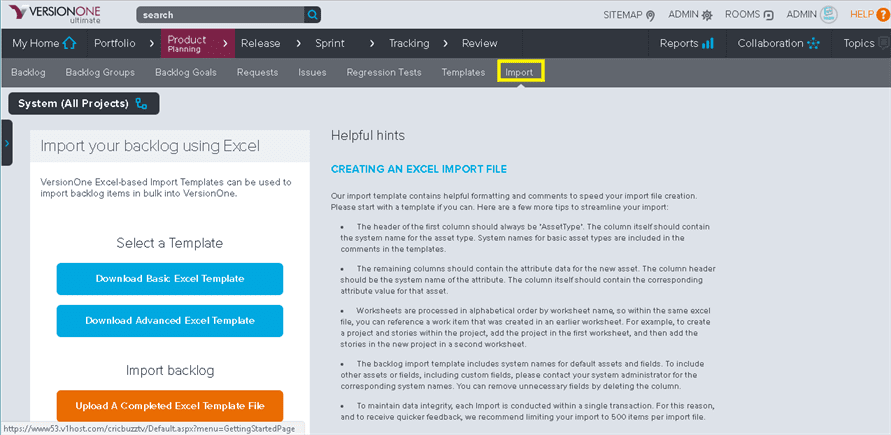 VERSIONONE
ultimate
search
SITEMAP
ADMIN
ROOMS
ADMIN
HELP ?
My Home
Portfolio
Product
Planning
Release
Sprint
Tracking
Review
Reports
Collaboration
Topics
Backlog
Backlog Groups
Backlog Goals
Requests
Issues
Regression Tests
Templates
Import
System (All Projects)
Import your backlog using Excel
VersionOne Excel-based Import Templates can be used to
import backlog items in bulk into VersionOne.
Select a Template
Download Basic Excel Template
Download Advanced Excel Template
Import backlog
Upload A Completed Excel Template File
Helpful hints
CREATING AN EXCEL IMPORT FILE
Our import template contains helpful formatting and comments to speed your import file creation.
Please start with a template if you can. Here are a few more tips to streamline your import:
• The header of the first column should always be "AssetType". The column itself should contain
the system name for the asset type. System names for basic asset types are included in the
comments in the templates.
• The remaining columns should contain the attribute data for the new asset. The column header
should be the system name of the attribute. The column itself should contain the corresponding
attribute value for that asset.
• Worksheets are processed in alphabetical order by worksheet name, so within the same excel
file, you can reference a work item that was created in an earlier worksheet. For example, to create
a project and stories within the project, add the project in the first worksheet, and then add the
stories in the new project in a second worksheet.
• The backlog import template includes system names for default assets and fields. To include
other assets or fields, including custom fields, please contact your system administrator for the
corresponding system names. You can remove unnecessary fields by deleting the column.
• To maintain data integrity, each Import is conducted within a single transaction. For this reason,
and to receive quicker feedback, we recommend limiting your import to 500 items per import file.
https://www53.v1host.com/cricbuzztv/Default.aspx?menu=GettingStartedPage